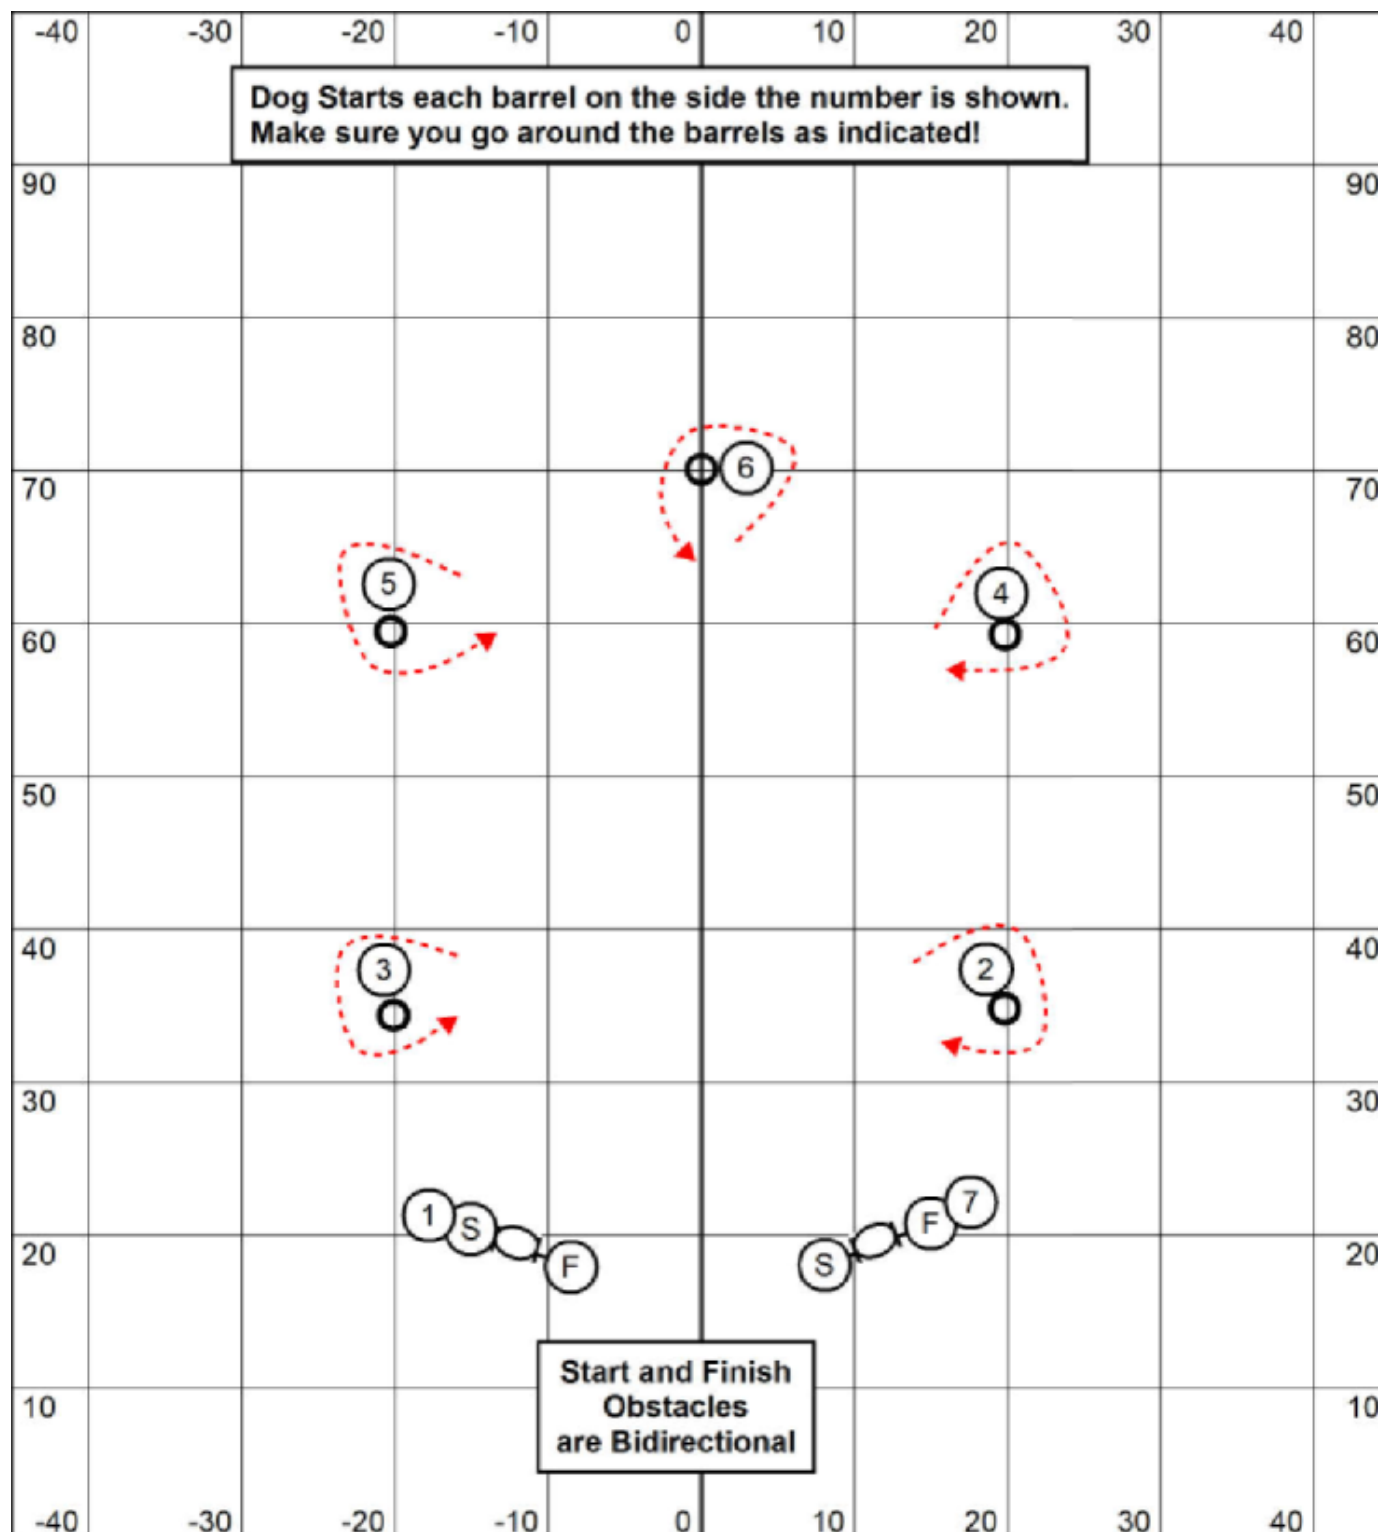 -40 -30 -20 -10 0 10 20 30 40
Dog Starts each barrel on the side the number is shown.
Make sure you go around the barrels as indicated!
90 90
80 80
6
70 70
5 4
60 60
50 50
40 40
3 2
30 30
1 S F S F 7
20 20
Start and Finish
Obstacles
are Bidirectional
10 10
-40 -30 -20 -10 0 10 20 30 40